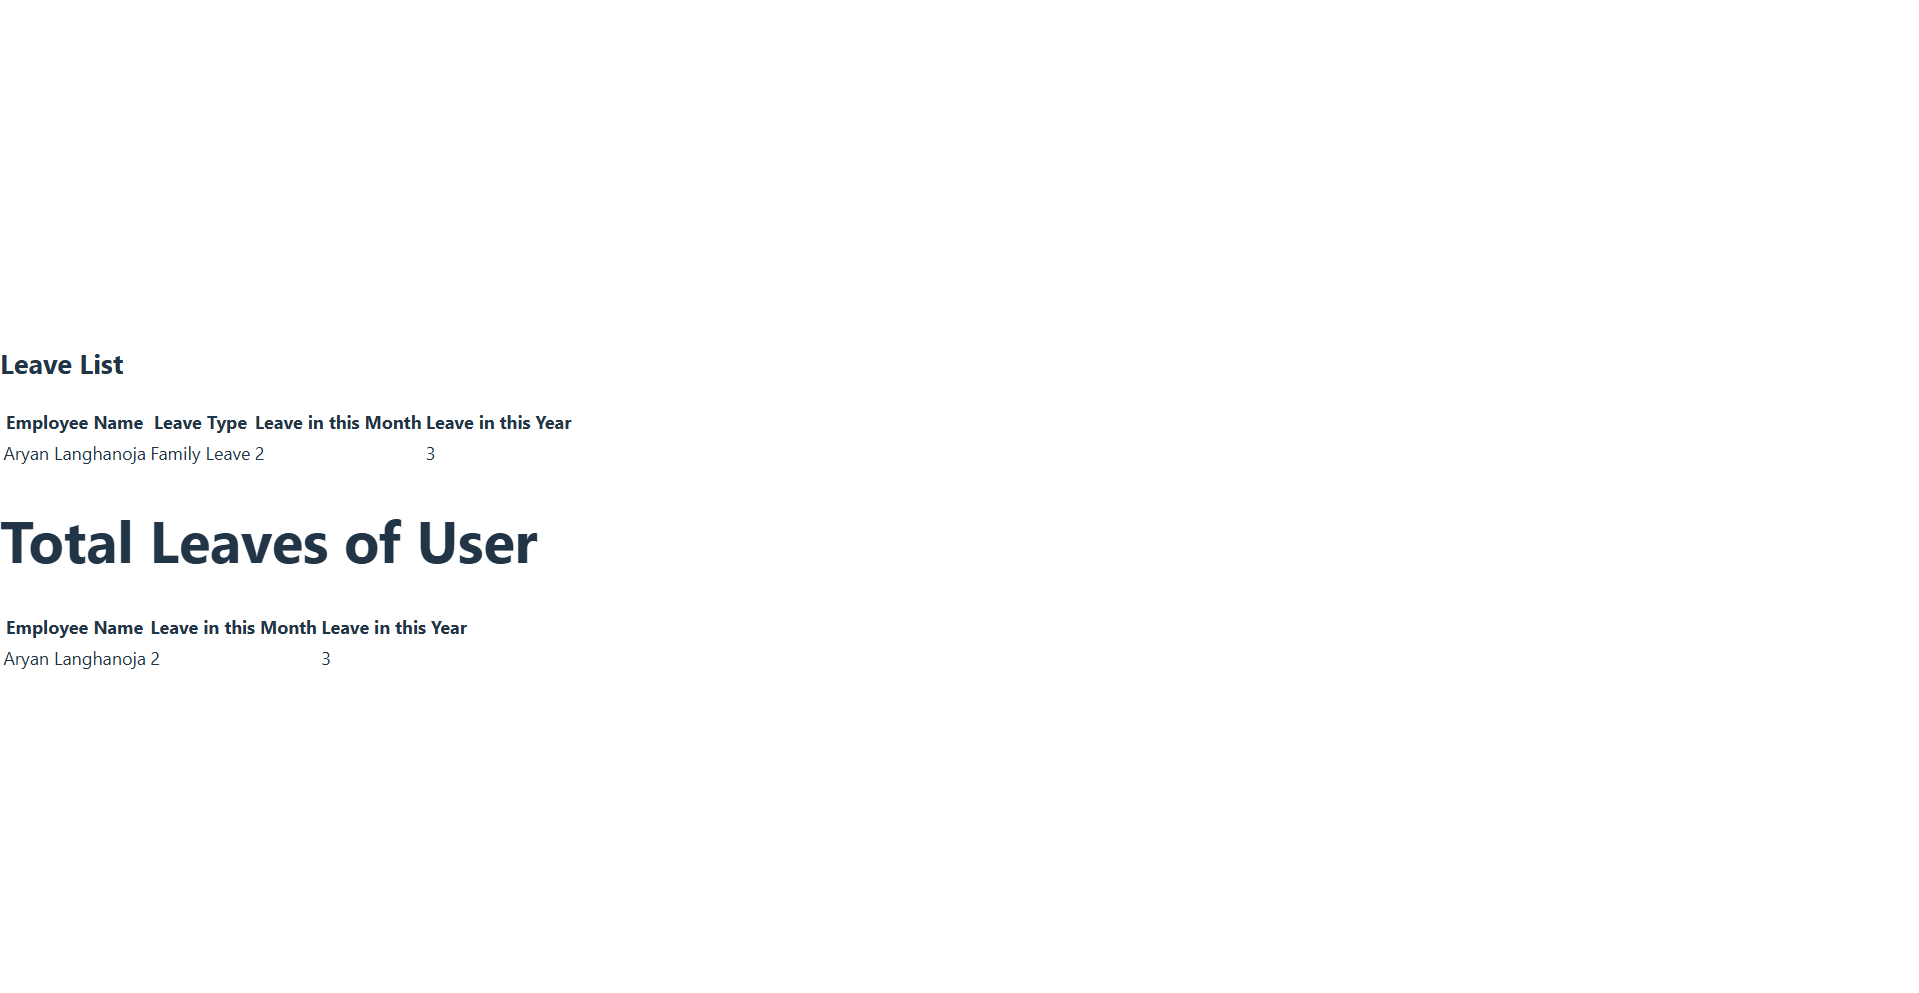 Leave List
Employee Name Leave Type Leave in this Month Leave in this Year
Aryan Langhanoja Family Leave 2 3
Total Leaves of User
Employee Name Leave in this Month Leave in this Year
Aryan Langhanoja 2 3